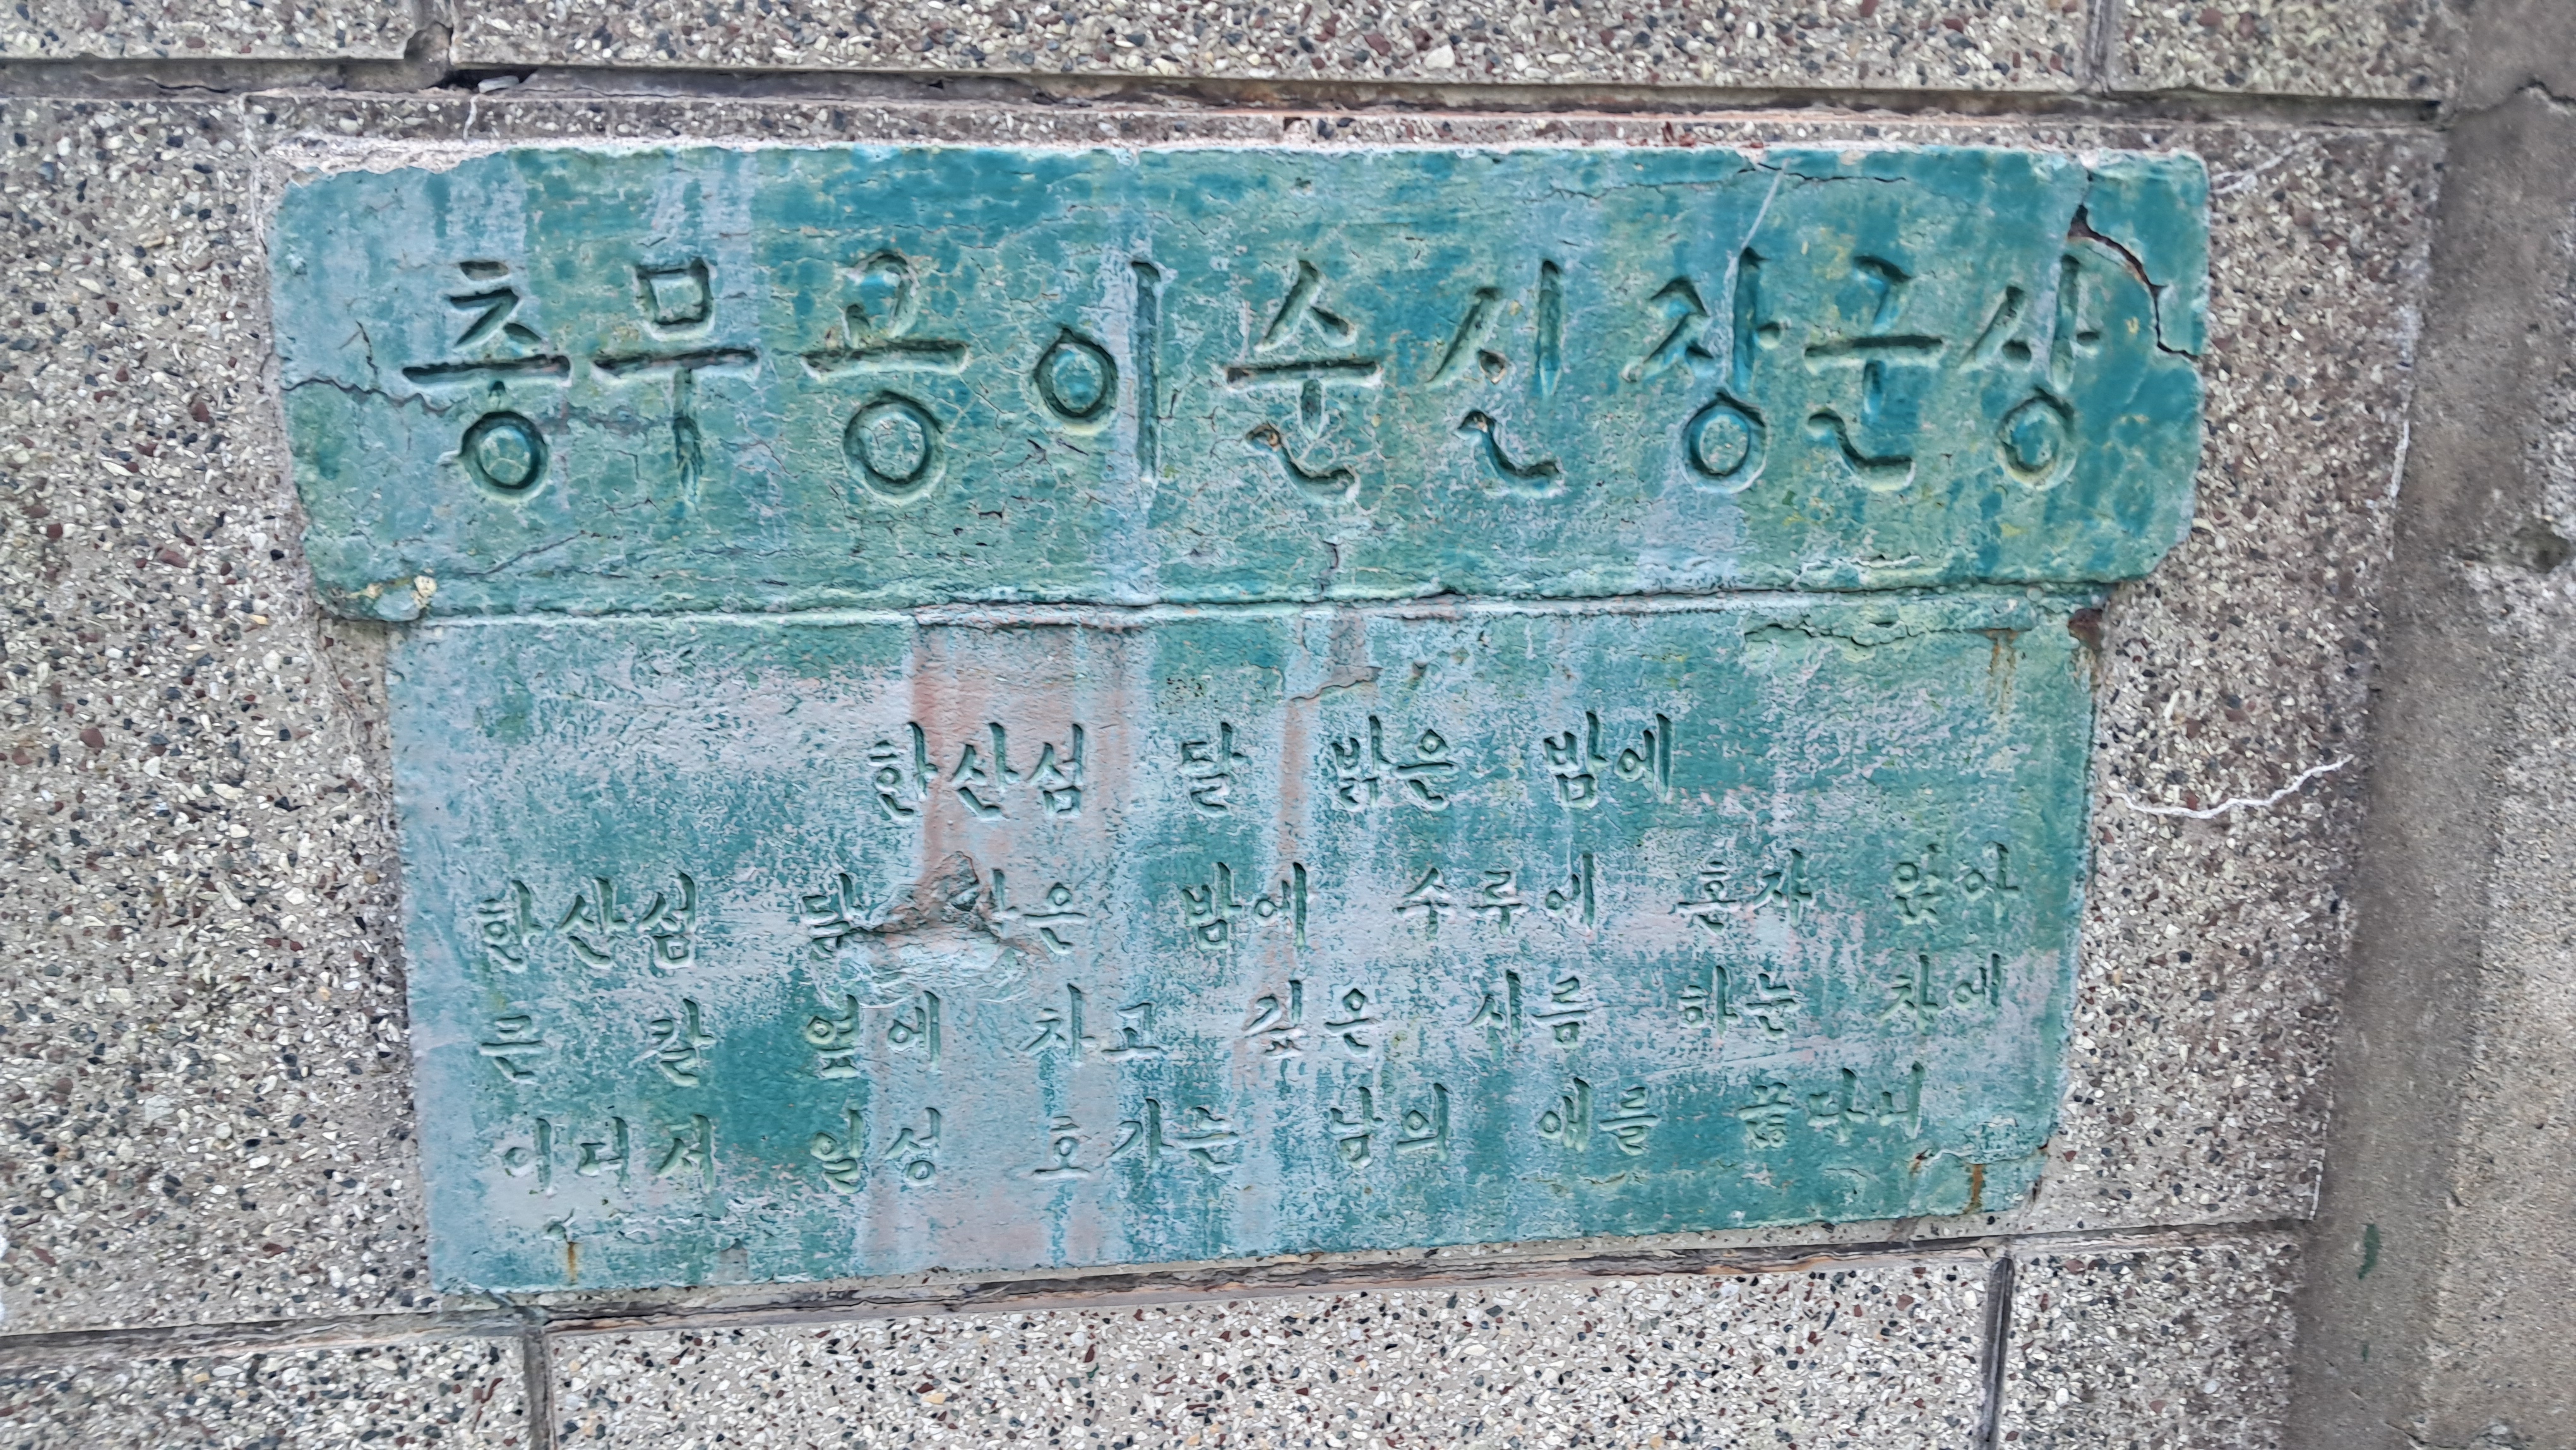 충무공이순신장군상
한산섬 달 밝은 밤에
한산섬 밤에 수루에 혼자 앉아
큰 칼 옆에 차고 깊은 시름 하는 차에
어디서 일성 호가는 남의 애를 끊다니